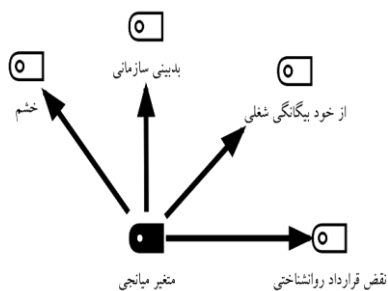 بدبینی سازمانی
خشم
از خود بیگانگی شغلی
متغیر میانجی
نقض قرارداد روانشناختی